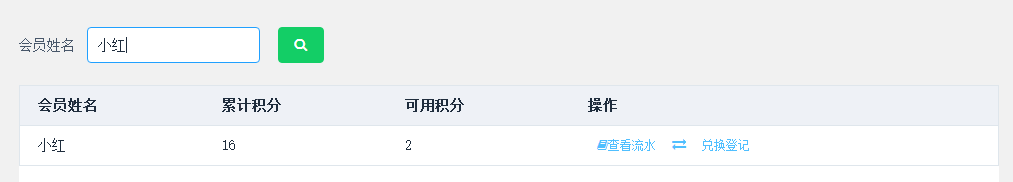 会员姓名 小红
会员姓名 累计积分 可用积分 操作
小红 16 2 查看流水 兑换登记